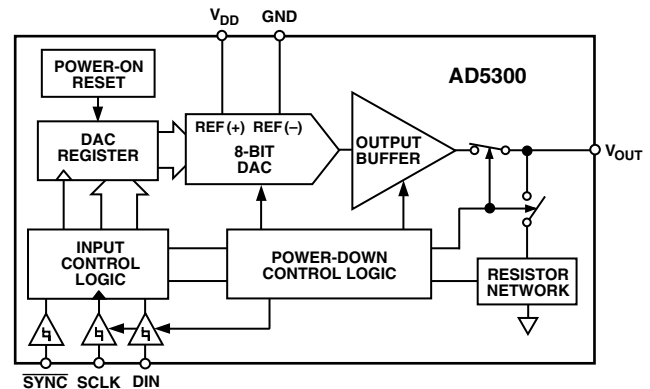 V_DD GND
AD5300
POWER-ON
RESET
REF (+) REF (–)
DAC
REGISTER
8-BIT
DAC
OUTPUT
BUFFER
V_OUT
INPUT
CONTROL
LOGIC
POWER-DOWN
CONTROL LOGIC
RESISTOR
NETWORK
SYNC SCLK DIN